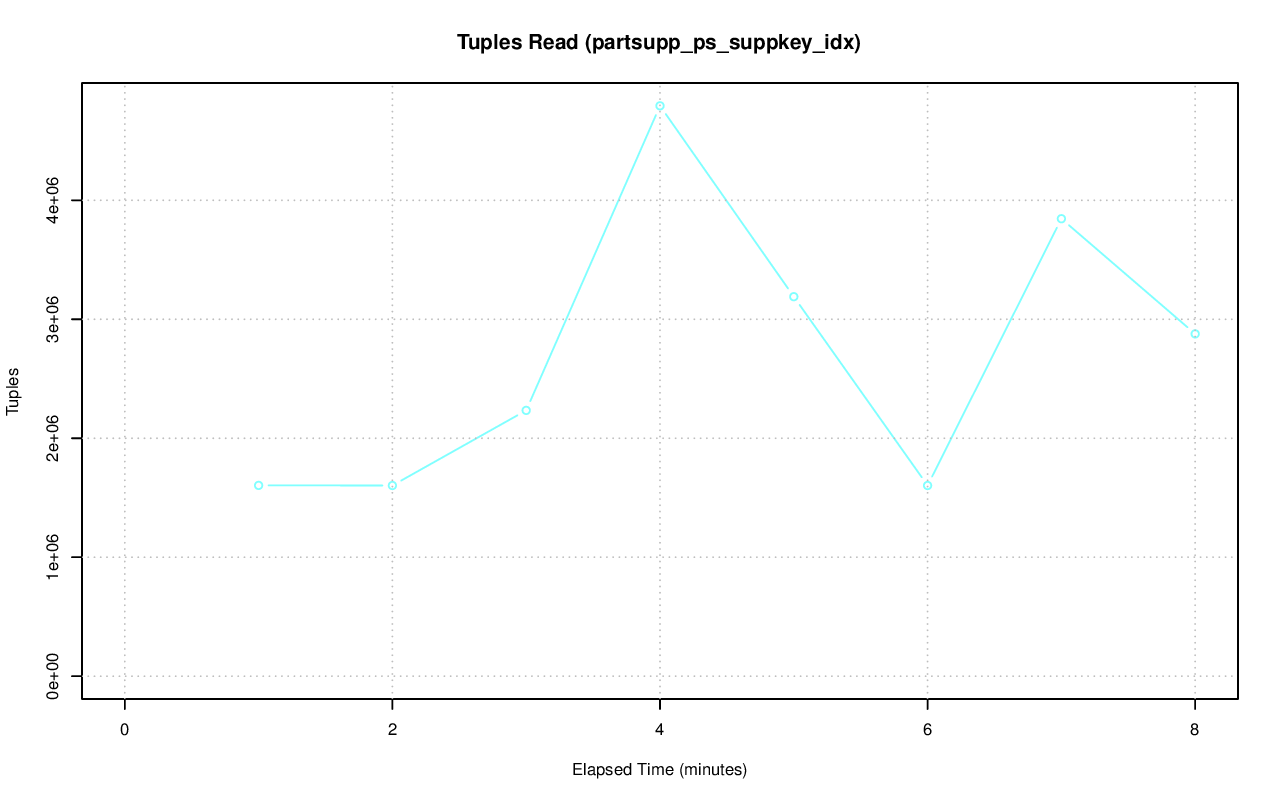 Tuples Read (partsupp_ps_suppkey_idx)
Tuples
4e+06
3e+06
2e+06
1e+06
0e+00
0 2 4 6 8
Elapsed Time (minutes)